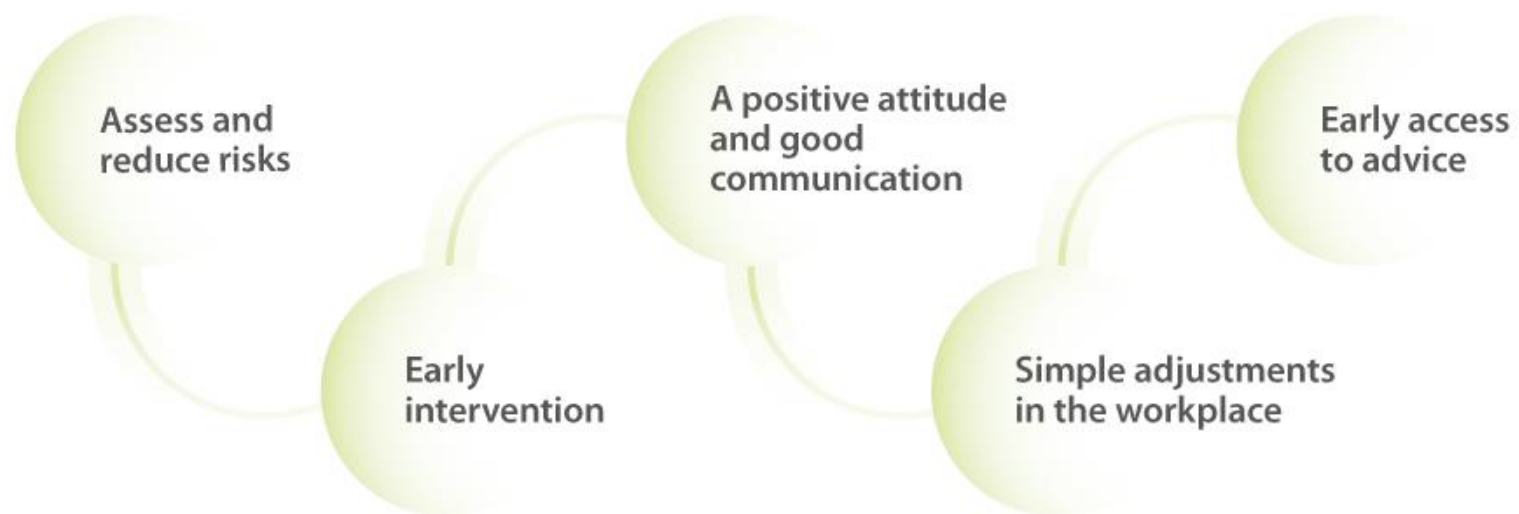 Assess and
reduce risks
Early
intervention
A positive attitude
and good
communication
Simple adjustments
in the workplace
Early access
to advice